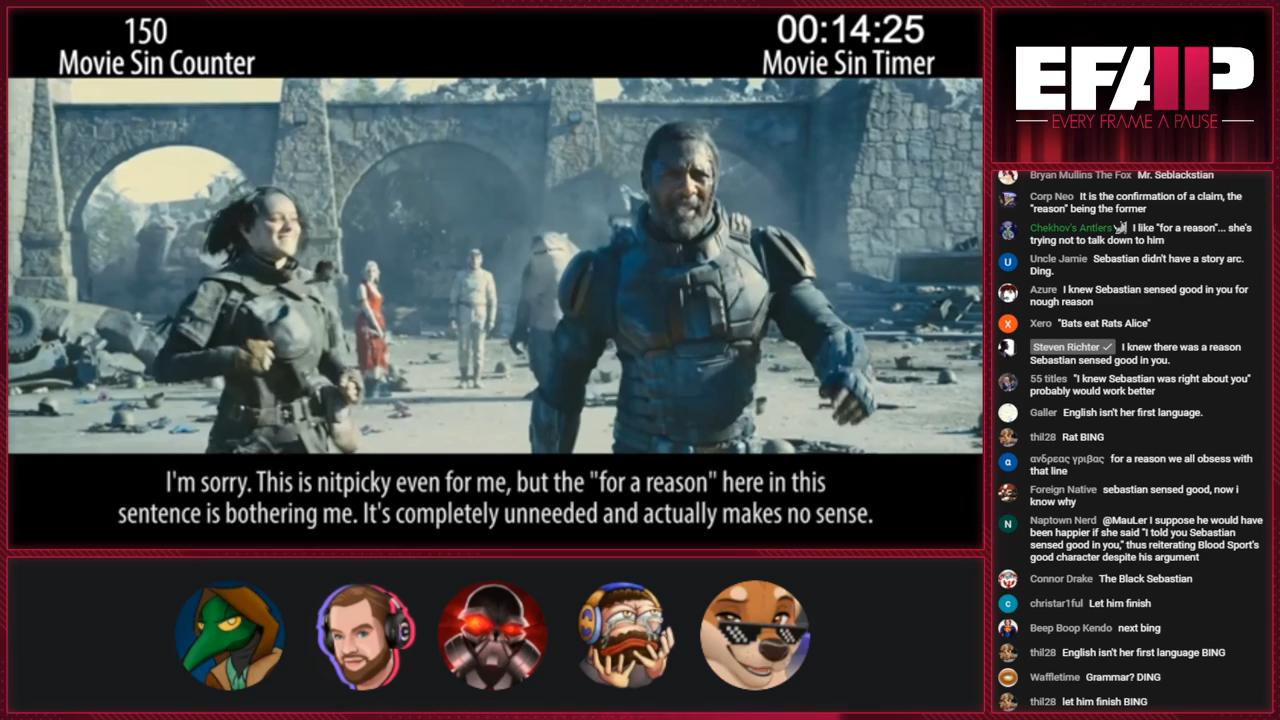 150
Movie Sin Counter
00:14:25
Movie Sin Timer
I'm sorry. This is nitpicky even for me, but the "for a reason" here in this
sentence is bothering me. It's completely unneeded and actually makes no sense.
EFAP
EVERY FRAME A PAUSE
Bryan Mullins The Fox Mr. Seblackstian
Corp Neo It is the confirmation of a claim, the
"reason" being the former
Chekhov's Antlers I like "for a reason"... she's
trying not to talk down to him
U
Uncle Jamie Sebastian didn't have a story arc.
Ding.
Azure I knew Sebastian sensed good in you for
nough reason
X
Xero "Bats eat Rats Alice"
Steven Richter I knew there was a reason
Sebastian sensed good in you.
55 titles "I knew Sebastian was right about you"
probably would work better
Galler English isn't her first language.
thil28 Rat BING
α
ανδρεας γριβας for a reason we all obsess with
that line
Foreign Native sebastian sensed good, now i
know why
N
Naptown Nerd @MauLer I suppose he would have
been happier if she said "I told you Sebastian
sensed good in you," thus reiterating Blood Sport's
good character despite his argument
Connor Drake The Black Sebastian
c
christar1ful Let him finish
Beep Boop Kendo next bing
thil28 English isn't her first language BING
Waffletime Grammar? DING
thil28 let him finish BING